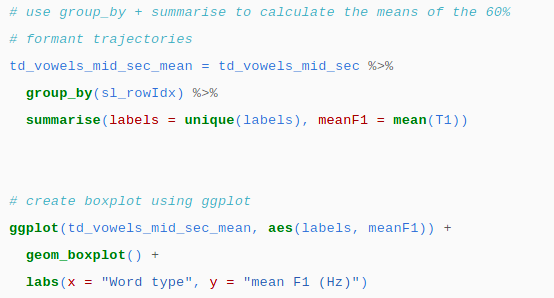 # use group_by + summarise to calculate the means of the 60%
# formant trajectories
td_vowels_mid_sec_mean = td_vowels_mid_sec %>%
  group_by(sl_rowIdx) %>%
  summarise(labels = unique(labels), meanF1 = mean(T1))
# create boxplot using ggplot
ggplot(td_vowels_mid_sec_mean, aes(labels, meanF1)) +
  geom_boxplot() +
  labs(x = "Word type", y = "mean F1 (Hz)")